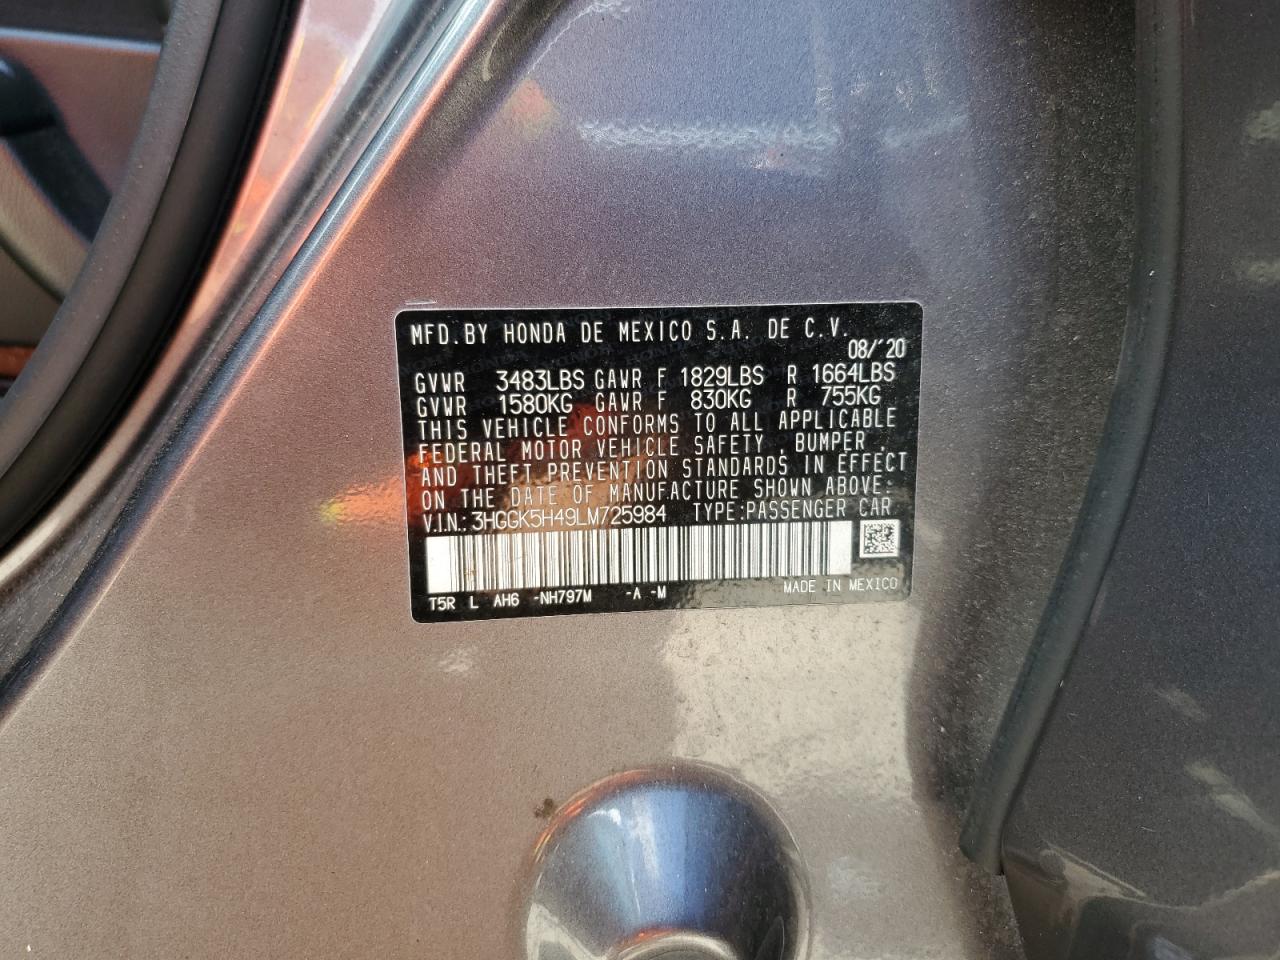 MFD.BY HONDA DE MEXICO S.A. DE C.V.
08/'20
GVWR 3483LBS GAWR F 1829LBS R 1664LBS
GVWR 1580KG GAWR F 830KG R 755KG
THIS VEHICLE CONFORMS TO ALL APPLICABLE
FEDERAL MOTOR VEHICLE SAFETY , BUMPER ,
AND THEFT PREVENTION STANDARDS IN EFFECT
ON THE DATE OF MANUFACTURE SHOWN ABOVE:
V.IN.:3HGGK5H49LM725984 TYPE:PASSENGER CAR
T5R L AH6 -NH797M -A -M MADE IN MEXICO